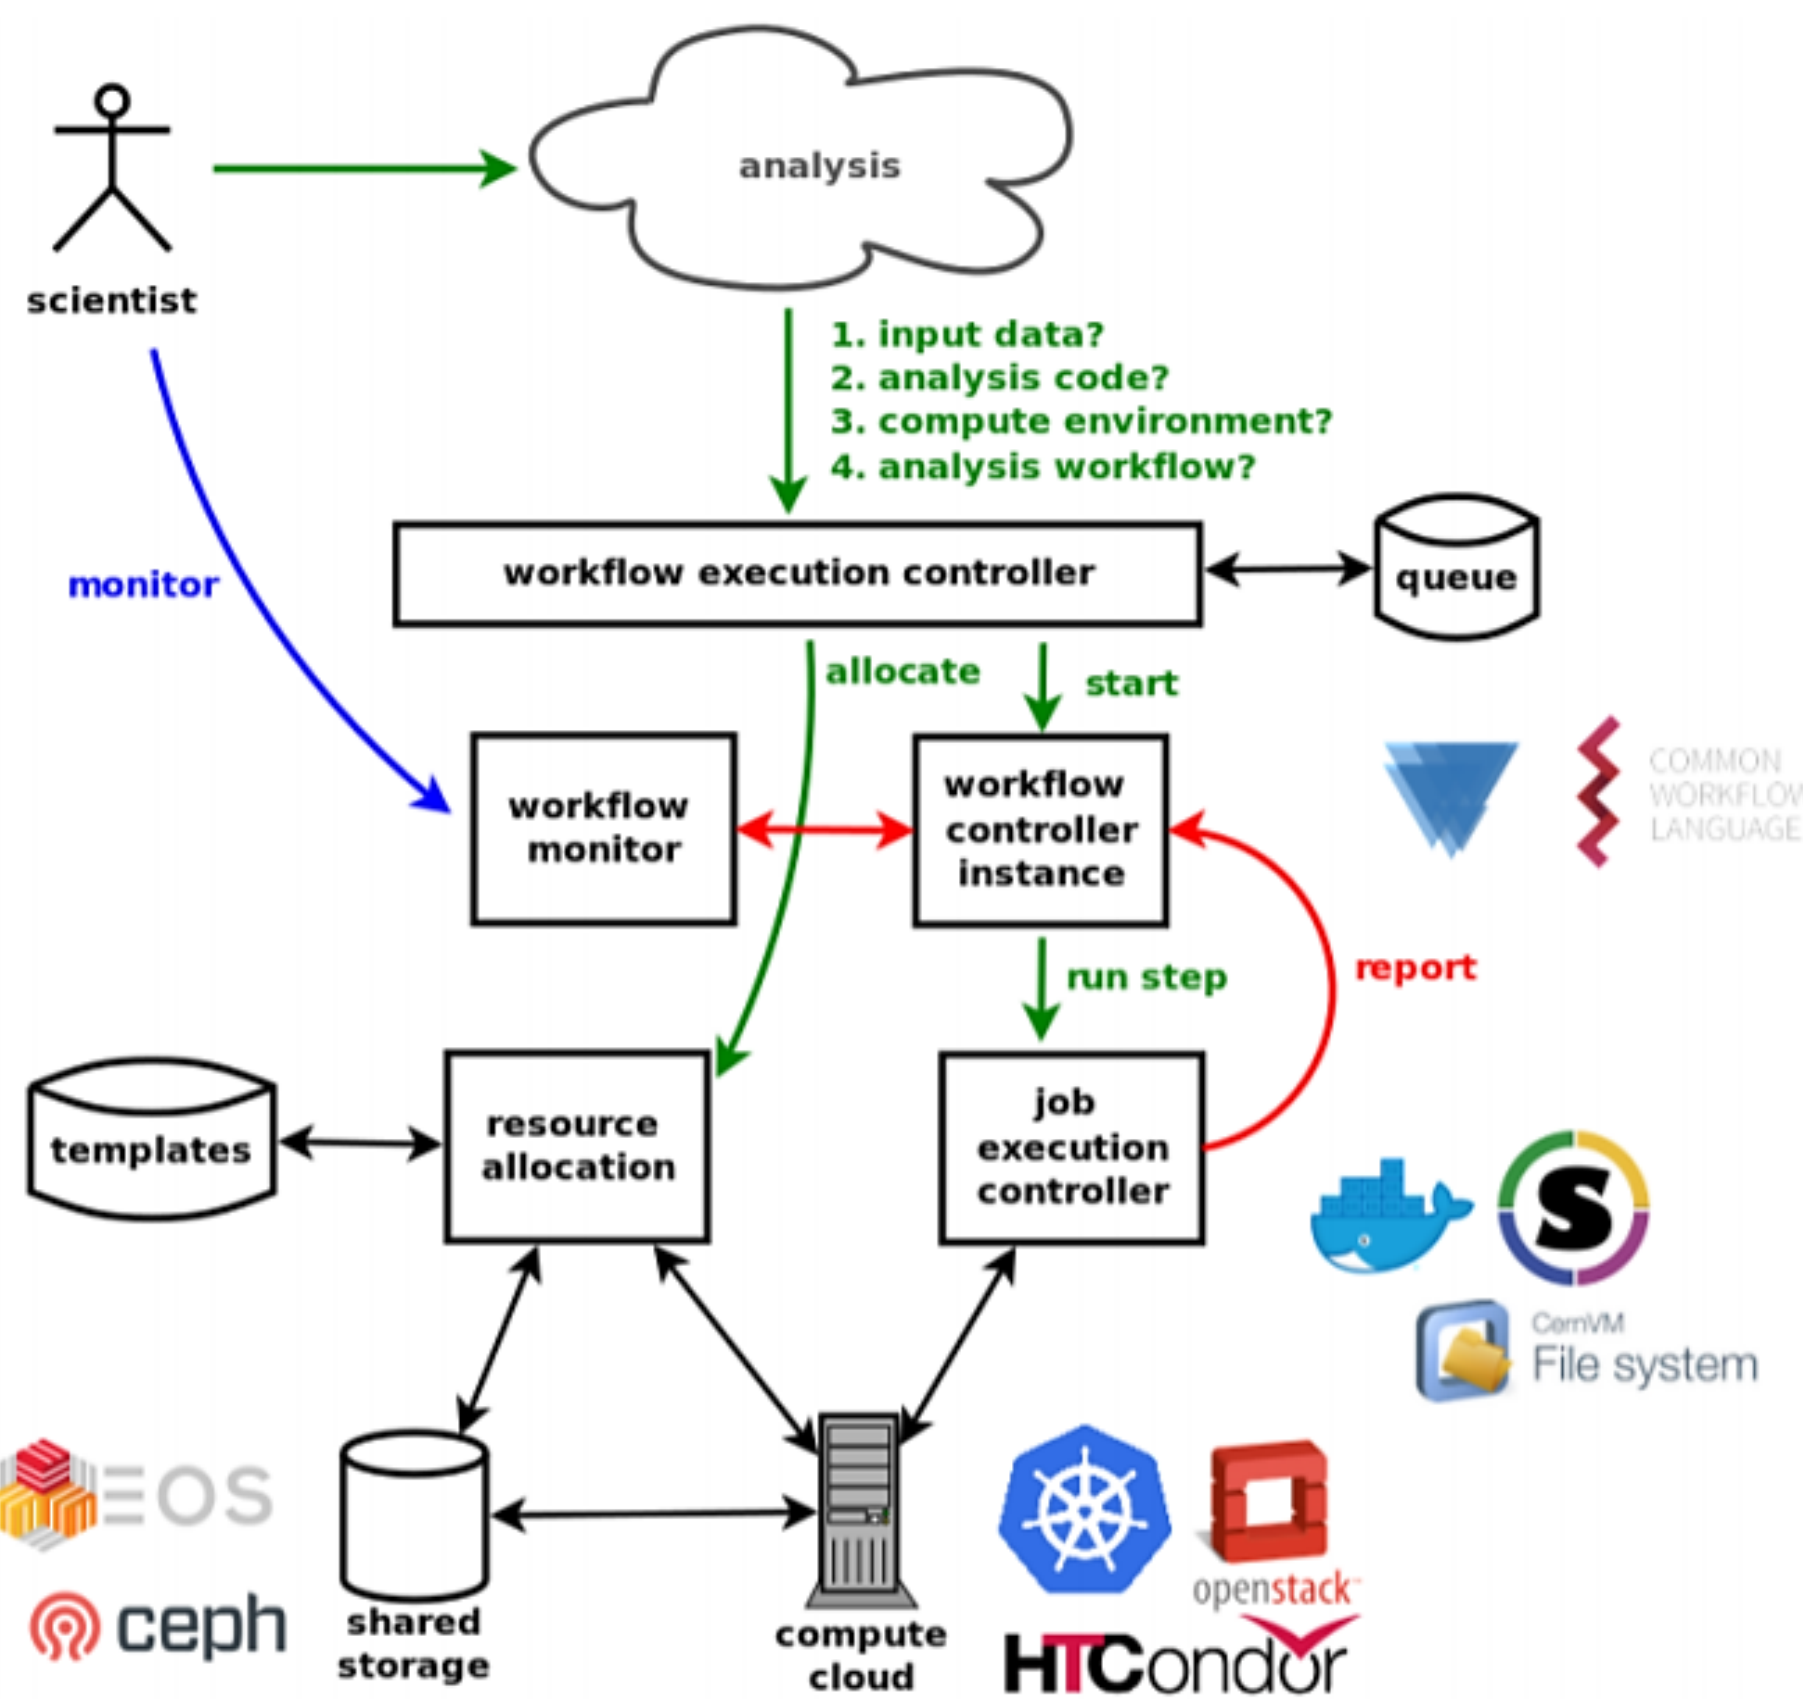 analysis
scientist
1. input data?
2. analysis code?
3. compute environment?
4. analysis workflow?
monitor
workflow execution controller
queue
allocate
start
workflow
monitor
workflow
controller
instance
COMMON
WORKFLOW
LANGUAGE
run step
report
templates
resource
allocation
job
execution
controller
S
CernVM
File system
EOS
ceph
shared
storage
compute
cloud
openstack
HTCondor